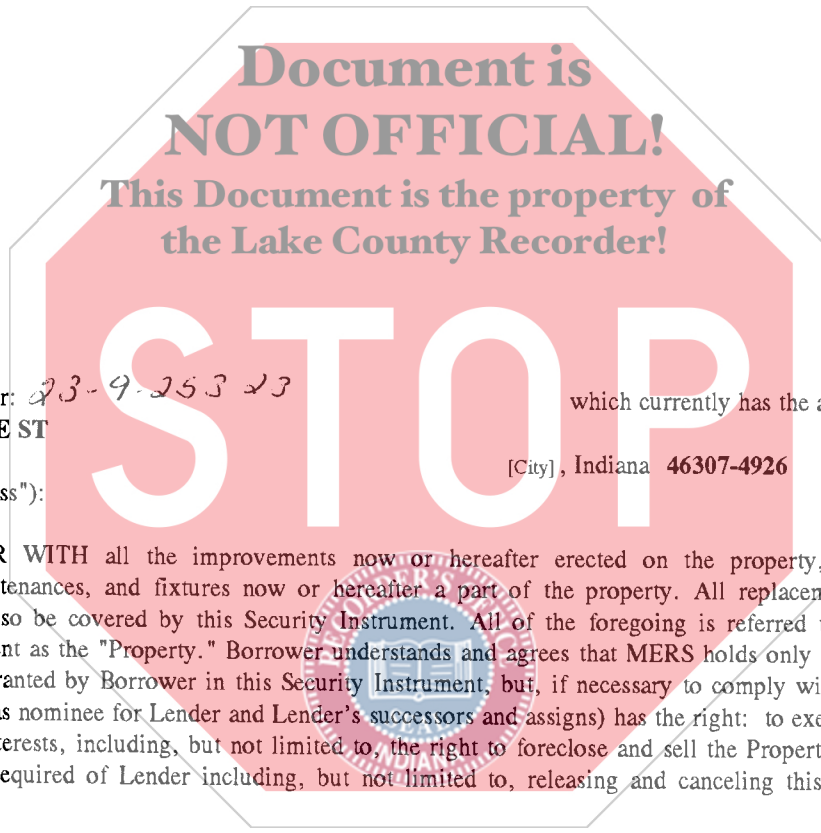 Document is
NOT OFFICIAL!
This Document is the property of
the Lake County Recorder!
STOP
r: 23-9-253 23
which currently has the a
E ST
[City], Indiana 46307-4926
ss"):
R WITH all the improvements now or hereafter erected on the property,
tenances, and fixtures now or hereafter a part of the property. All replacem
so be covered by this Security Instrument. All of the foregoing is referred
nt as the "Property." Borrower understands and agrees that MERS holds only
ranted by Borrower in this Security Instrument, but, if necessary to comply wi
as nominee for Lender and Lender's successors and assigns) has the right: to exe
terests, including, but not limited to, the right to foreclose and sell the Propert
equired of Lender including, but not limited to, releasing and canceling this
RECORDER'S OFFICE
INDIANA